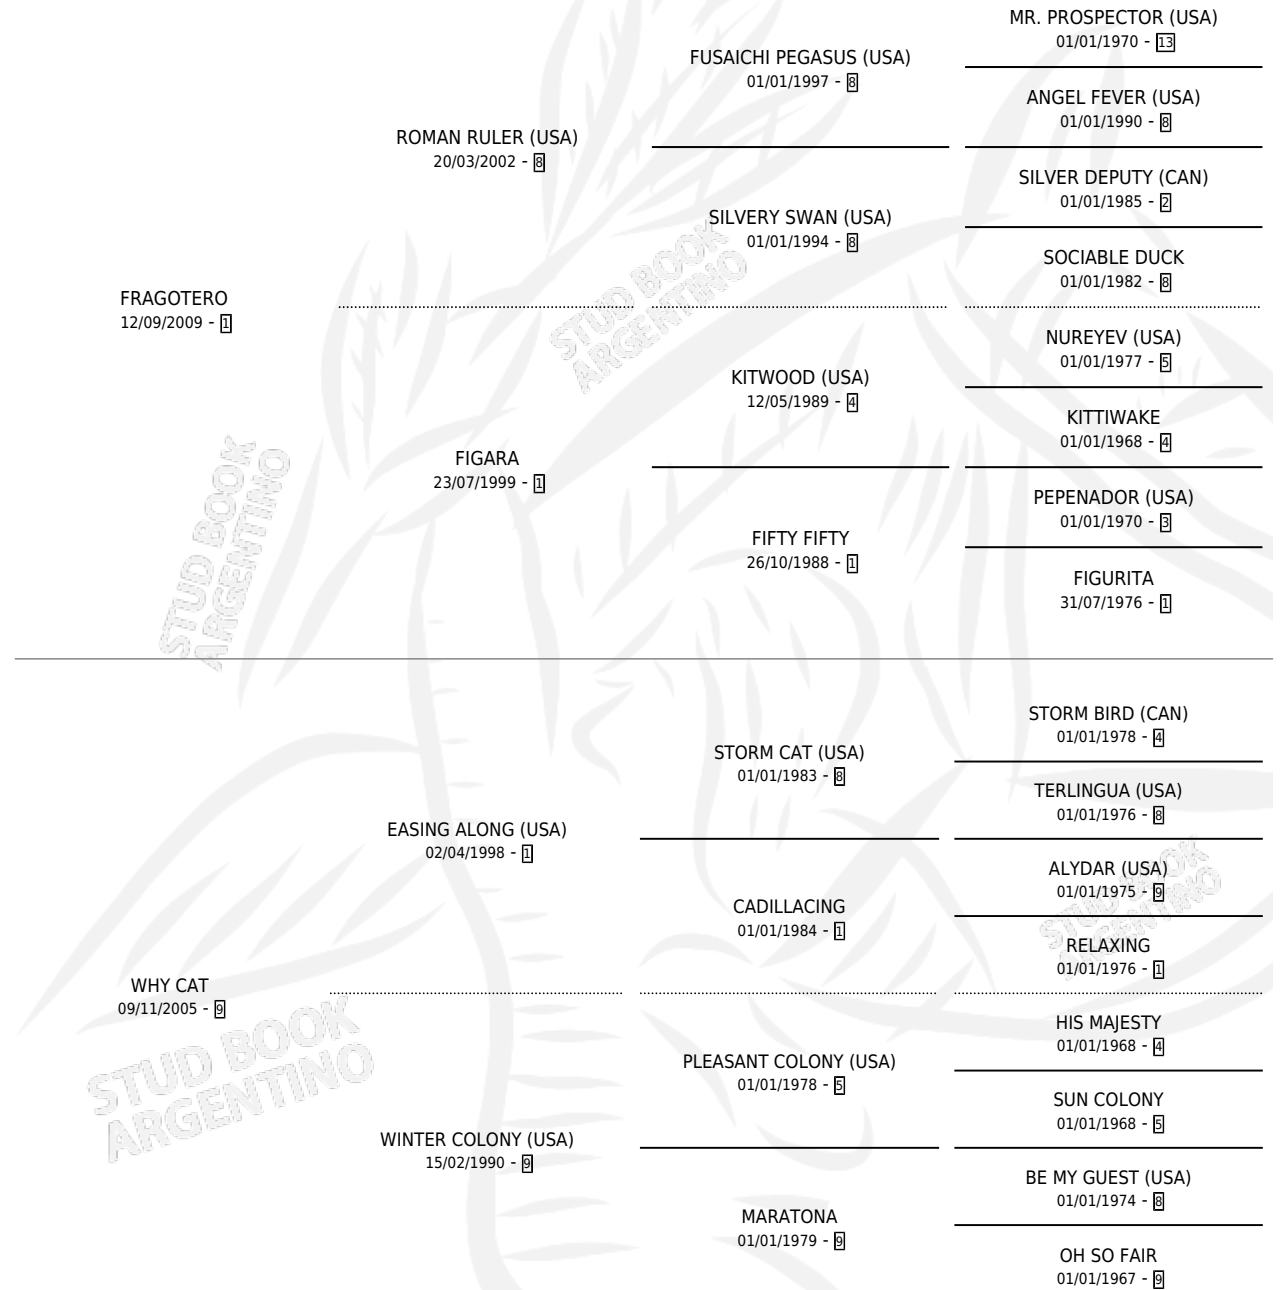 MR. PROSPECTOR (USA)
01/01/1970 - 13
FUSAICHI PEGASUS (USA)
01/01/1997 - 8
ANGEL FEVER (USA)
01/01/1990 - 8
ROMAN RULER (USA)
20/03/2002 - 8
SILVER DEPUTY (CAN)
01/01/1985 - 2
SILVERY SWAN (USA)
01/01/1994 - 8
SOCIABLE DUCK
01/01/1982 - 8
FRAGOTERO
12/09/2009 - 1
NUREYEV (USA)
01/01/1977 - 5
KITWOOD (USA)
12/05/1989 - 4
KITTIWAKE
01/01/1968 - 4
FIGARA
23/07/1999 - 1
PEPENADOR (USA)
01/01/1970 - 3
FIFTY FIFTY
26/10/1988 - 1
FIGURITA
31/07/1976 - 1
STUD BOOK
ARGENTINO
STUD BOOK
ARGENTINO
STORM BIRD (CAN)
01/01/1978 - 4
STORM CAT (USA)
01/01/1983 - 8
TERLINGUA (USA)
01/01/1976 - 8
EASING ALONG (USA)
02/04/1998 - 1
ALYDAR (USA)
01/01/1975 - 9
CADILLACING
01/01/1984 - 1
RELAXING
01/01/1976 - 1
WHY CAT
09/11/2005 - 9
HIS MAJESTY
01/01/1968 - 4
PLEASANT COLONY (USA)
01/01/1978 - 5
SUN COLONY
01/01/1968 - 5
WINTER COLONY (USA)
15/02/1990 - 9
BE MY GUEST (USA)
01/01/1974 - 8
MARATONA
01/01/1979 - 9
OH SO FAIR
01/01/1967 - 9
STUD BOOK
ARGENTINO
STUD BOOK
ARGENTINO